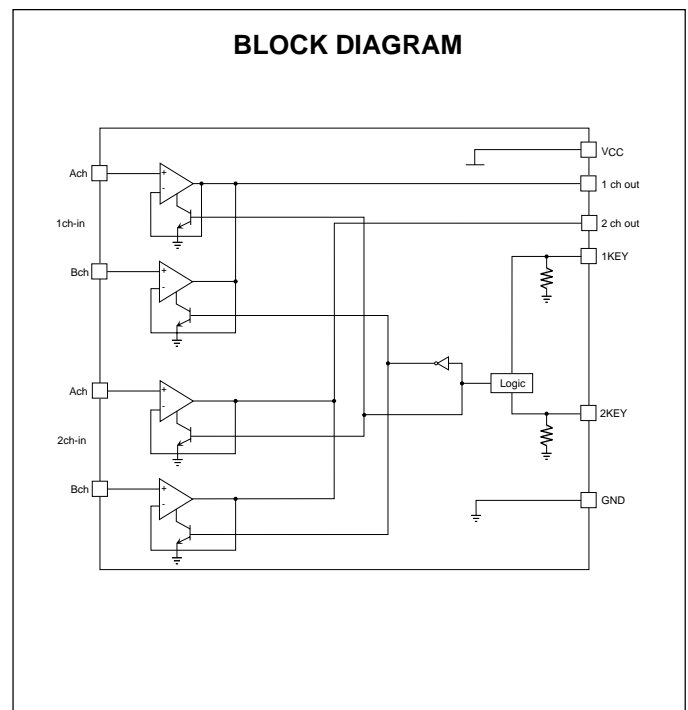 BLOCK DIAGRAM
VCC
Ach
+
-
1 ch out
1ch-in
2 ch out
1KEY
Bch
+
-
Logic
Ach
+
-
2KEY
2ch-in
Bch
+
-
GND